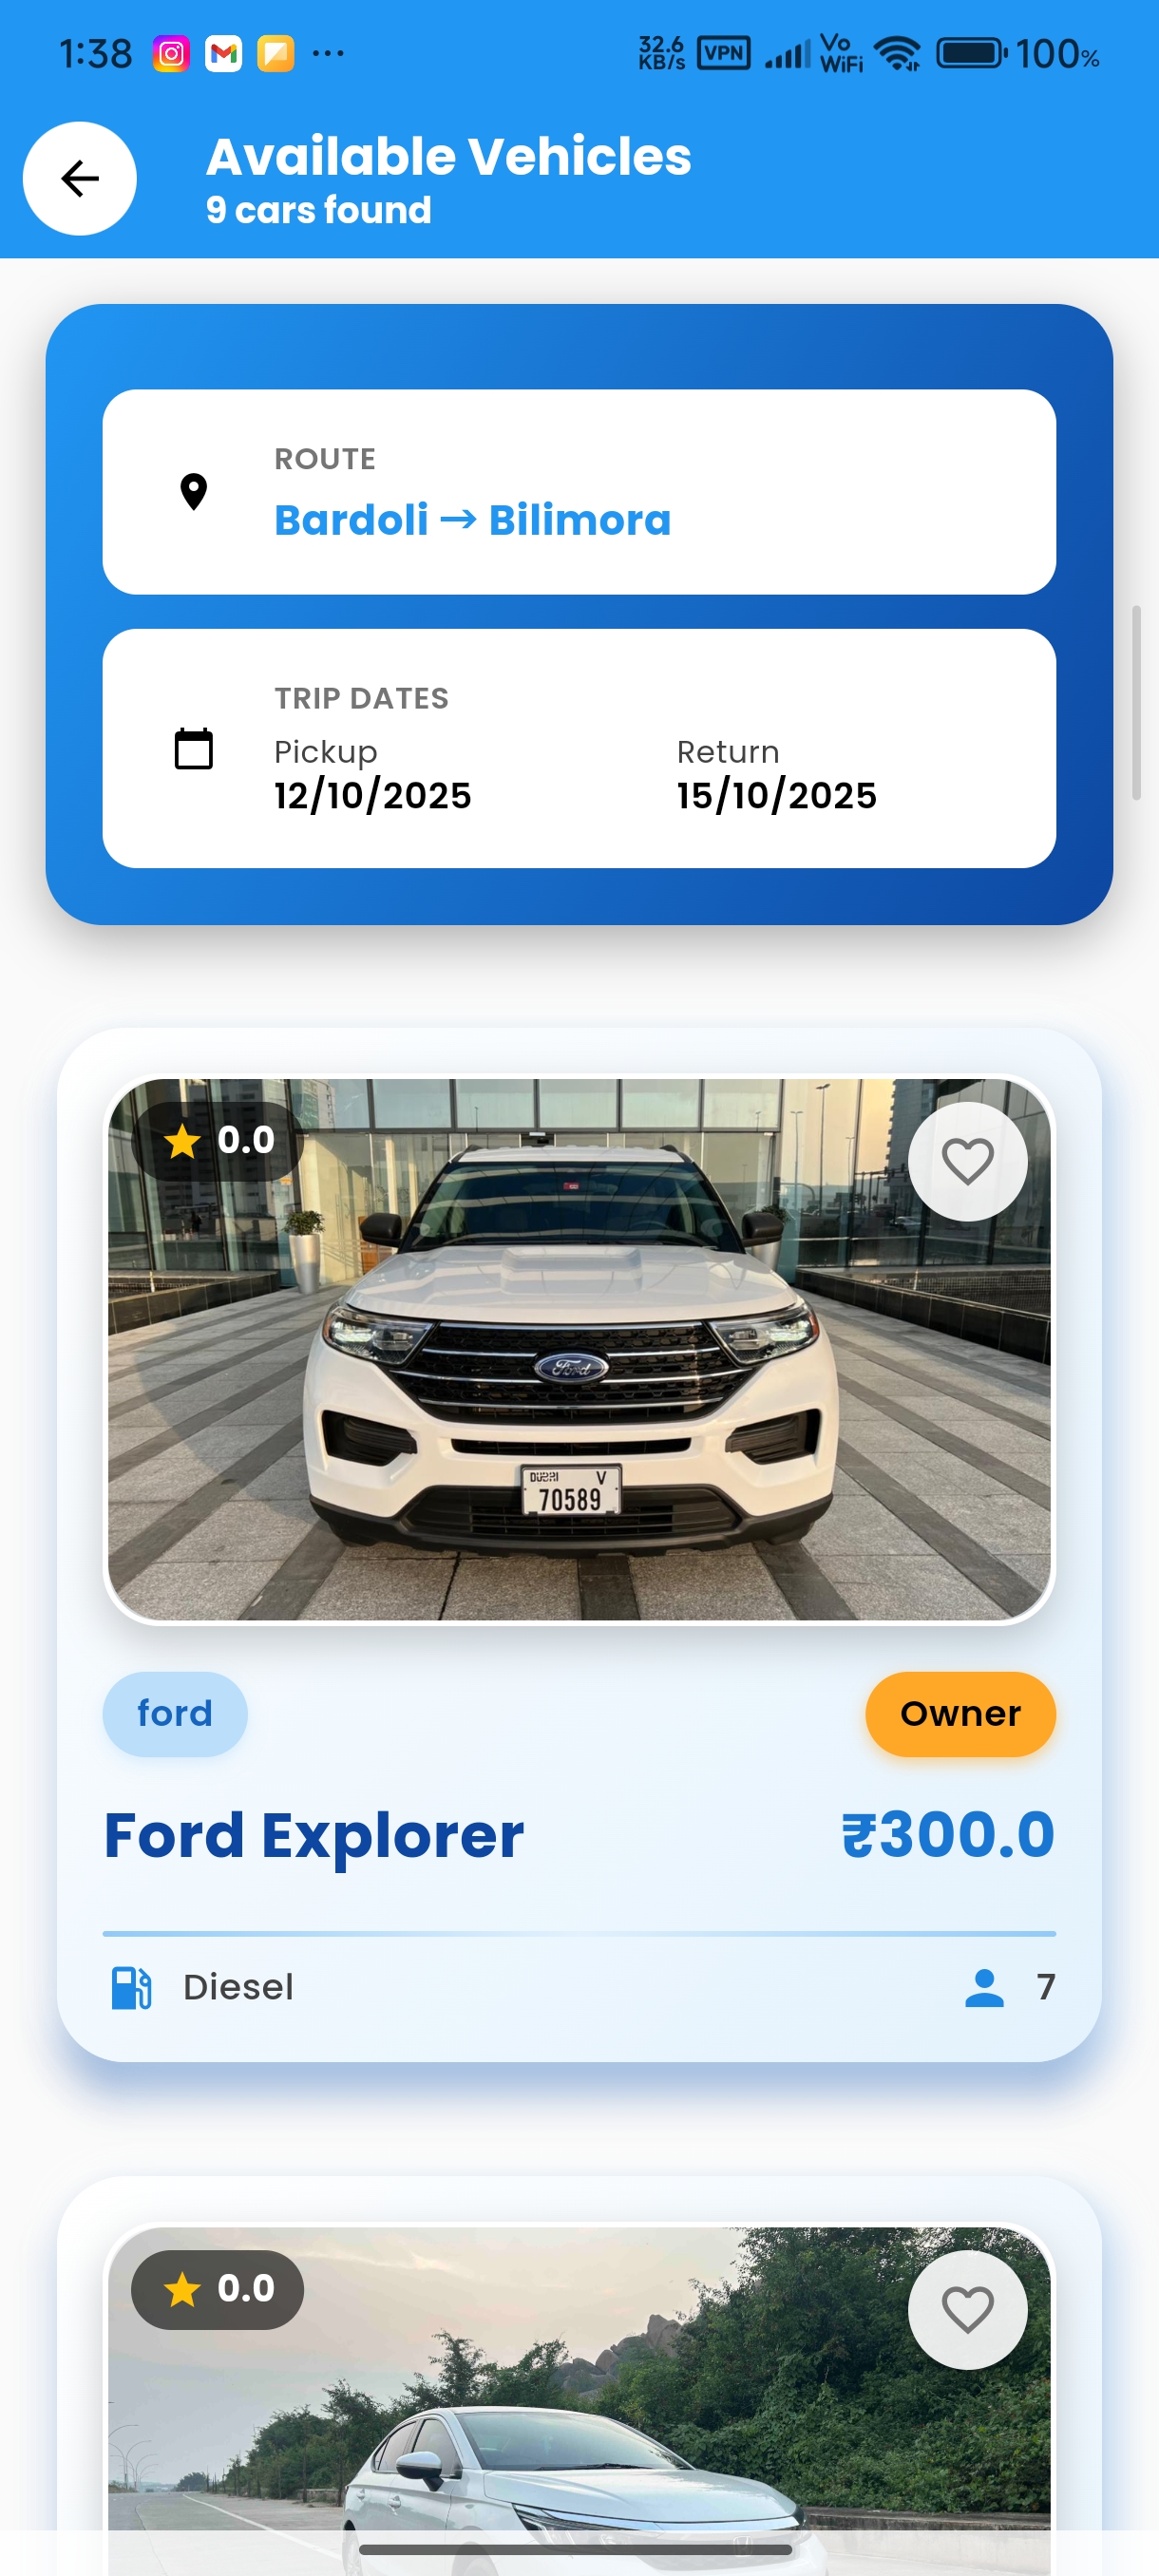 1:38 ... 32.6 KB/s VPN Vo WiFi 100%
Available Vehicles
9 cars found
ROUTE
Bardoli → Bilimora
TRIP DATES
Pickup Return
12/10/2025 15/10/2025
0.0
Ford
DUBAI V
70589
ford Owner
Ford Explorer ₹300.0
Diesel 7
0.0